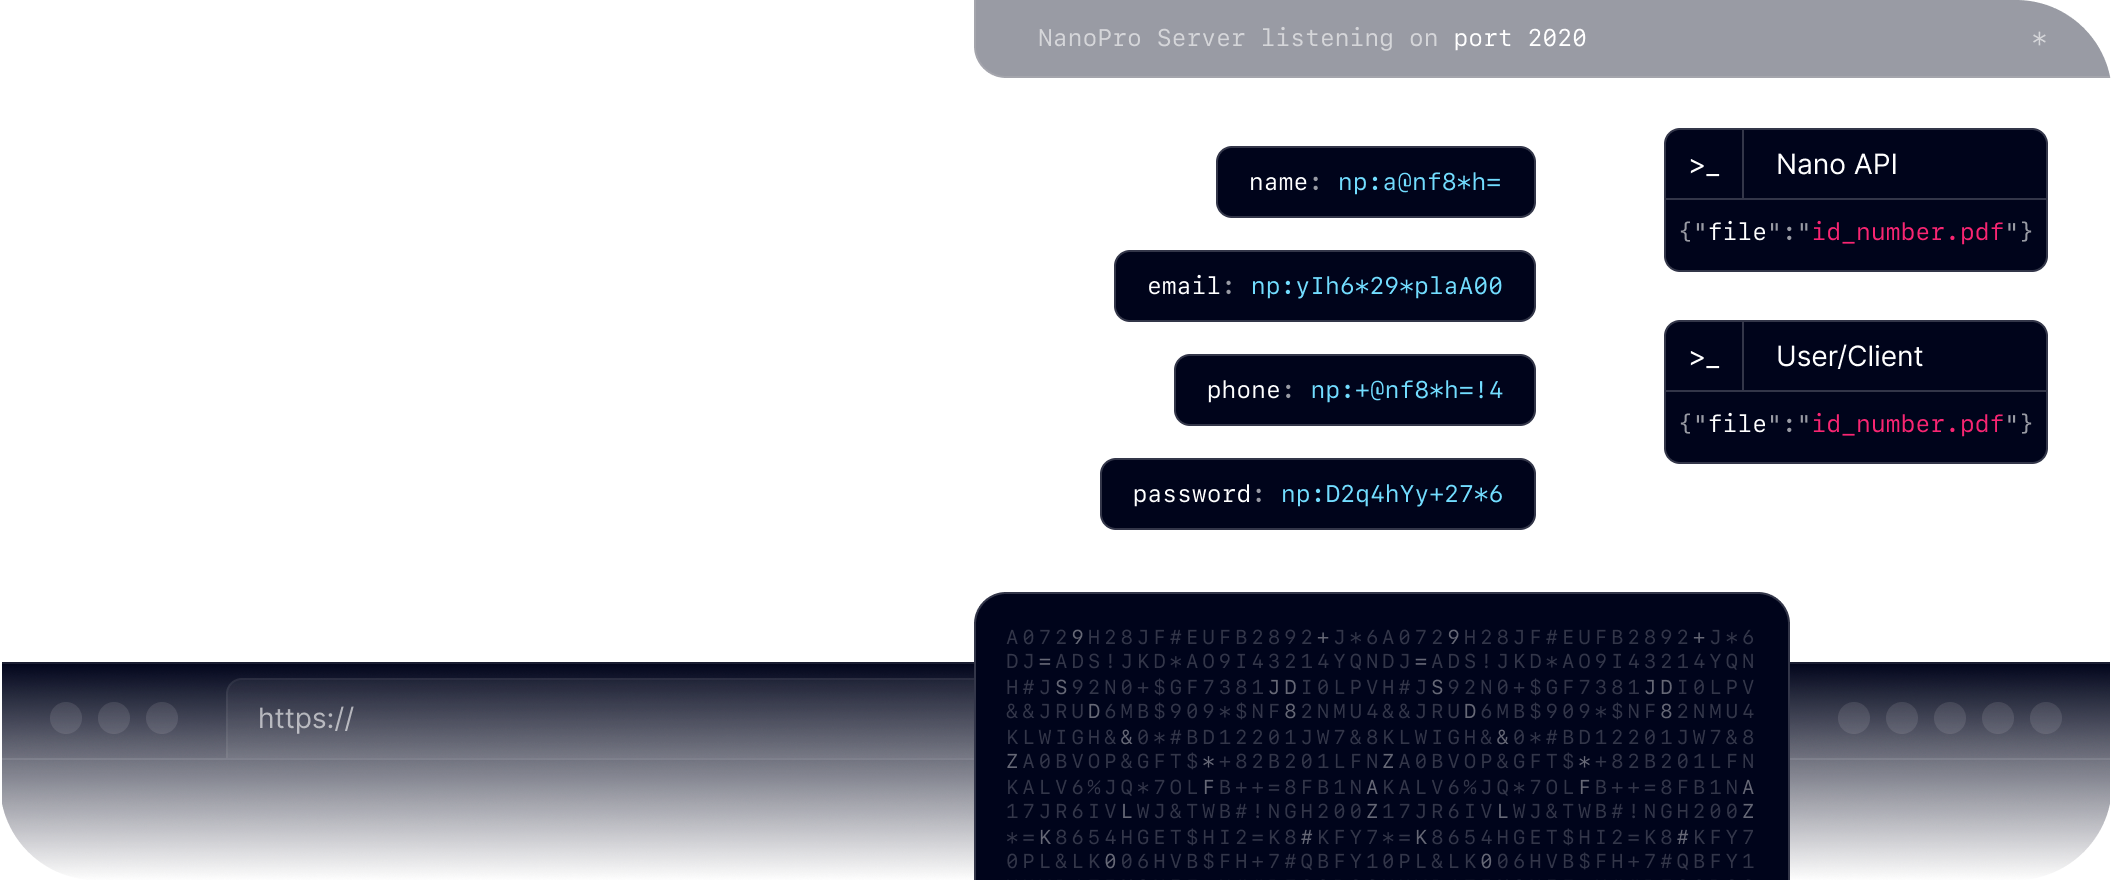 NanoPro Server listening on port 2020 *
name: np:a@nf8*h=
email: np:yIh6*29*plaA00
phone: np:+@nf8*h=!4
password: np:D2q4hYy+27*6
>_ Nano API
{"file":"id_number.pdf"}
>_ User/Client
{"file":"id_number.pdf"}
https://
A0729H28JF#EUFB2892+J*6A0729H28JF#EUFB2892+J*6
DJ=ADS!JKD*AO9I43214YQNDJ=ADS!JKD*AO9I43214YQN
H#JS92N0+$GF7381JDI0LPVH#JS92N0+$GF7381JDI0LPV
&&JRUD6MB$909*$NF82NMU4&&JRUD6MB$909*$NF82NMU4
KLWIGH&&0*#BD12201JW7&8KLWIGH&&0*#BD12201JW7&8
ZA0BVOP&GFT$*+82B201LFNZA0BVOP&GFT$*+82B201LFN
KALV6%JQ*7OLFB++=8FB1NAKALV6%JQ*7OLFB++=8FB1NA
17JR6IVLWJ&TWB#!NGH200Z17JR6IVLWJ&TWB#!NGH200Z
*=K8654HGET$HI2=K8#KFY7*=K8654HGET$HI2=K8#KFY7
0PL&LK006HVB$FH+7#QBFY10PL&LK006HVB$FH+7#QBFY1